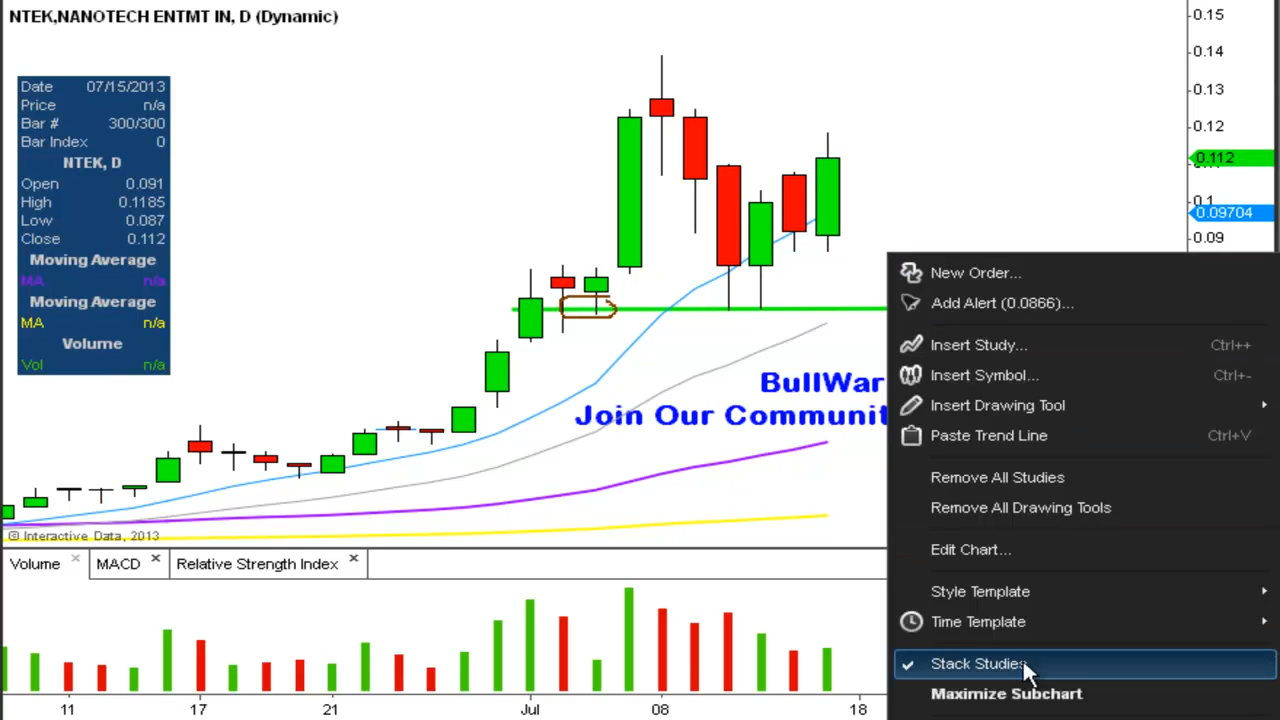 NTEK,NANOTECH ENTMT IN, D (Dynamic)
Date 07/15/2013
Price n/a
Bar # 300/300
Bar Index 0
NTEK, D
Open 0.091
High 0.1185
Low 0.087
Close 0.112
Moving Average
MA n/a
Moving Average
MA n/a
Volume
Vol n/a
0.15
0.14
0.13
0.12
0.112
0.1
0.09704
0.09
BullWar
Join Our Communit
© Interactive Data, 2013
Volume × MACD × Relative Strength Index ×
11 17 21 Jul 08 18
New Order...
Add Alert (0.0866)...
Insert Study... Ctrl++
Insert Symbol... Ctrl+-
Insert Drawing Tool
Paste Trend Line Ctrl+V
Remove All Studies
Remove All Drawing Tools
Edit Chart...
Style Template
Time Template
Stack Studies
Maximize Subchart